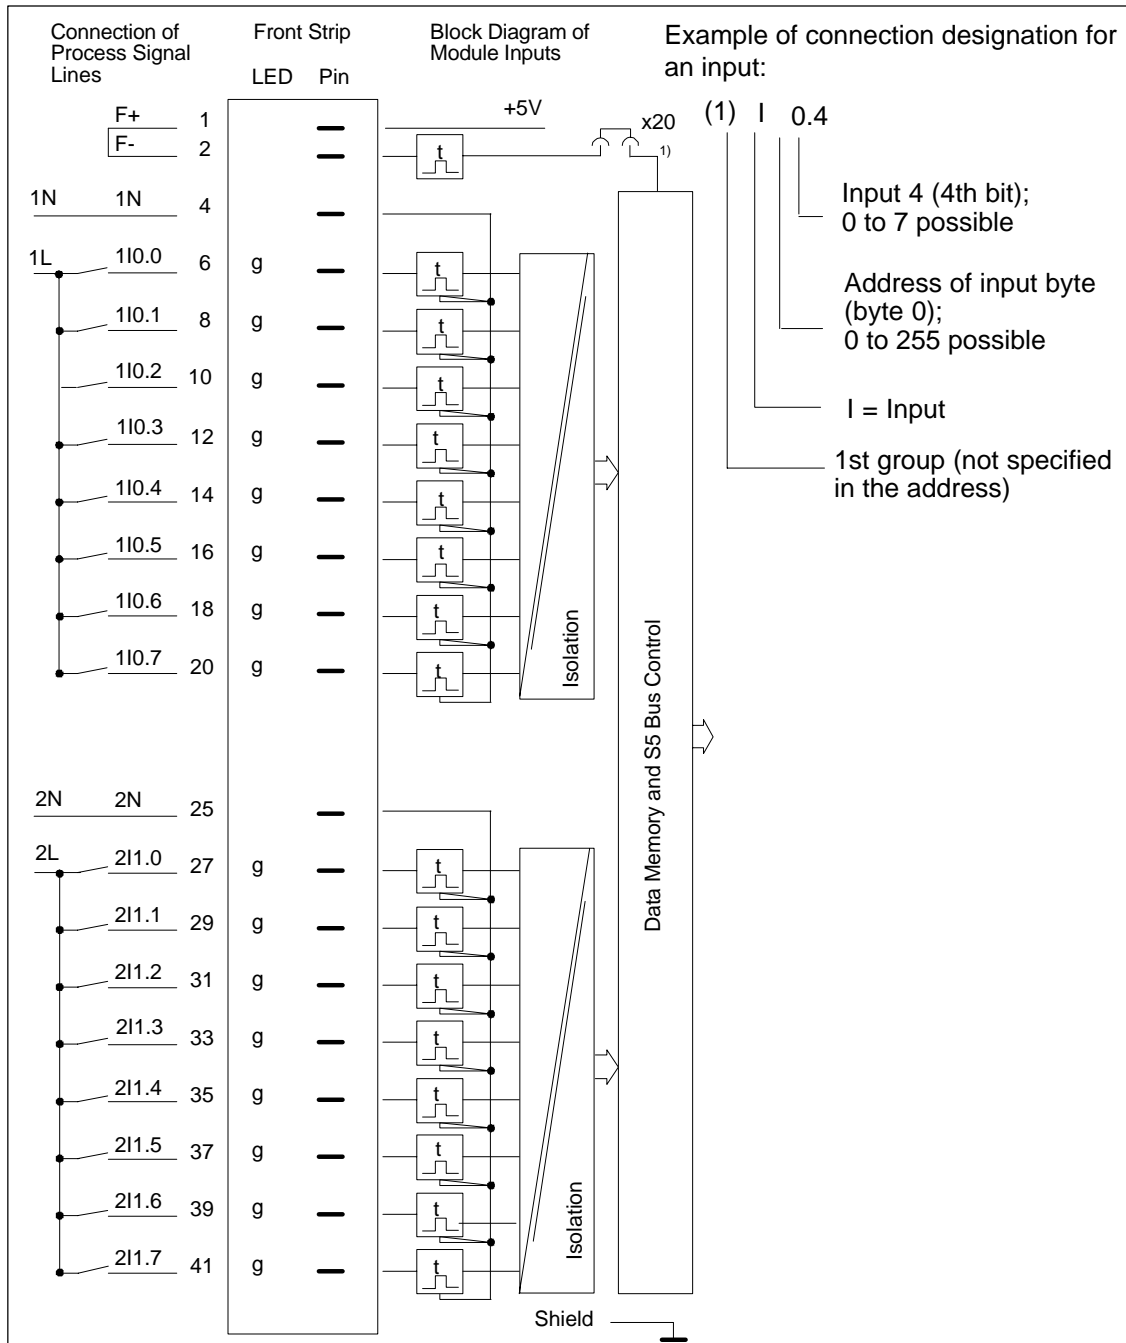 Connection of
Process Signal
Lines
Front Strip
LED Pin
Block Diagram of
Module Inputs
Example of connection designation for
an input:
(1) I 0.4
Input 4 (4th bit);
0 to 7 possible
Address of input byte
(byte 0);
0 to 255 possible
I = Input
1st group (not specified
in the address)
F+ 1 +5V x20
F- 2 t 1)
1N 1N 4
1L 1I0.0 6 g t
1I0.1 8 g t
1I0.2 10 g t
1I0.3 12 g t
1I0.4 14 g t
1I0.5 16 g t
1I0.6 18 g t
1I0.7 20 g t
Isolation
Data Memory and S5 Bus Control
2N 2N 25
2L 2I1.0 27 g t
2I1.1 29 g t
2I1.2 31 g t
2I1.3 33 g t
2I1.4 35 g t
2I1.5 37 g t
2I1.6 39 g t
2I1.7 41 g t
Isolation
Shield